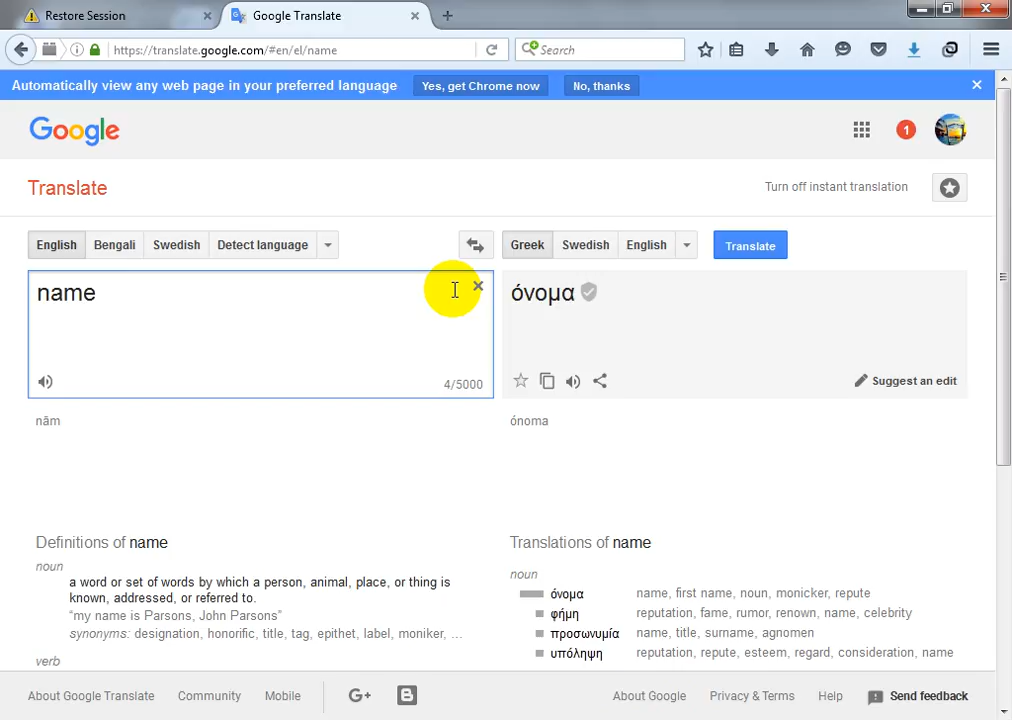 Restore Session
Google Translate
https://translate.google.com/#en/el/name
Search
Automatically view any web page in your preferred language
Yes, get Chrome now
No, thanks
Google
1
Translate
Turn off instant translation
English Bengali Swedish Detect language
Greek Swedish English
Translate
name
όνομα
4/5000
Suggest an edit
nām
ónoma
Definitions of name
noun
a word or set of words by which a person, animal, place, or thing is
known, addressed, or referred to.
“my name is Parsons, John Parsons”
synonyms: designation, honorific, title, tag, epithet, label, moniker, …
verb
Translations of name
noun
όνομα name, first name, noun, monicker, repute
φήμη reputation, fame, rumor, renown, name, celebrity
προσωνυμία name, title, surname, agnomen
υπόληψη reputation, repute, esteem, regard, consideration, name
About Google Translate Community Mobile G+ About Google Privacy & Terms Help Send feedback